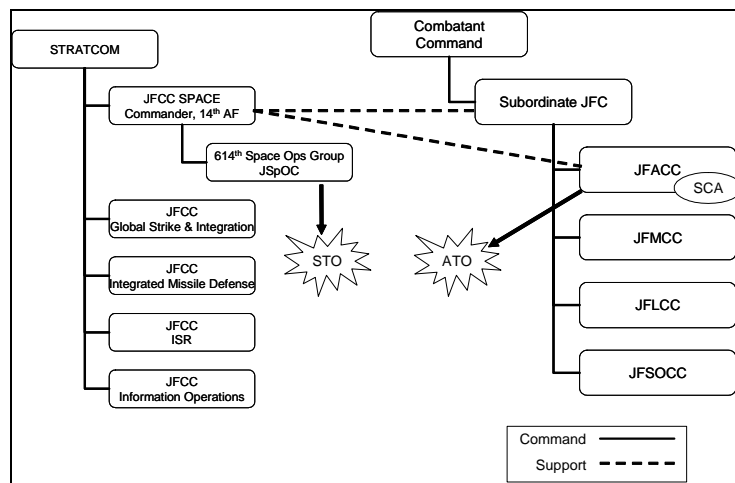 STRATCOM
Combatant
Command
JFCC SPACE
Commander, 14th AF
Subordinate JFC
614th Space Ops Group
JSpOC
JFACC
SCA
JFCC
Global Strike & Integration
JFMCC
STO
ATO
JFCC
Integrated Missile Defense
JFLCC
JFCC
ISR
JFSOCC
JFCC
Information Operations
Command
Support